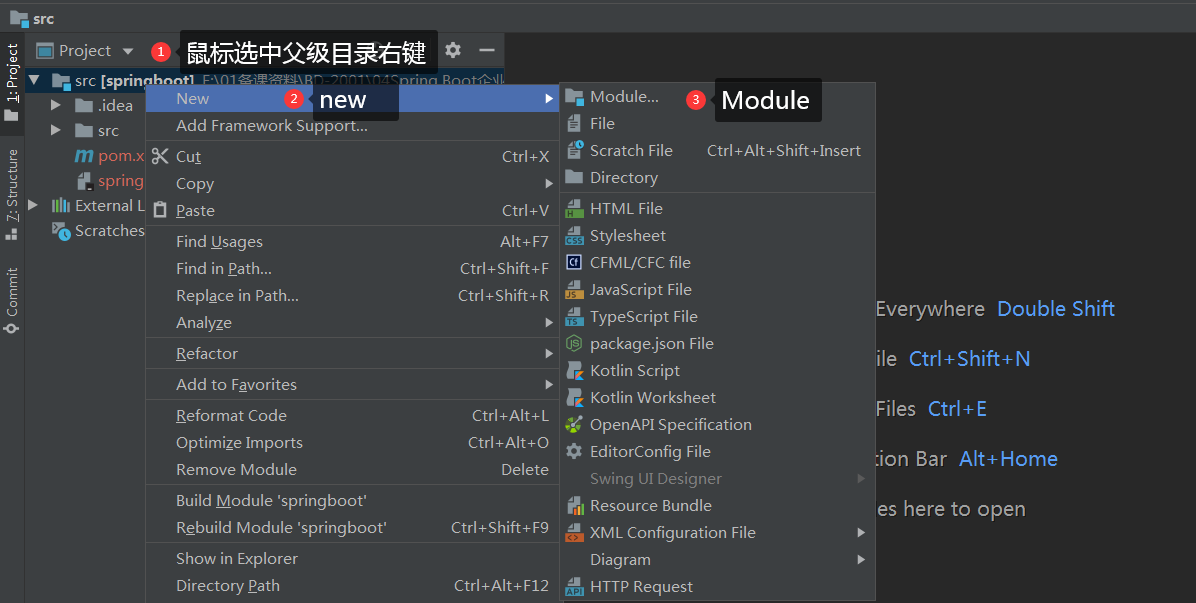 src
Project
1
鼠标选中父级目录右键
src [springboot] E:\01备课资料\BD-2001\04Spring Boot企业
.idea
src
pom.x
spring
External L
Scratches
1: Project
7: Structure
Commit
New
2
new
Add Framework Support...
Cut Ctrl+X
Copy
Paste Ctrl+V
Find Usages Alt+F7
Find in Path... Ctrl+Shift+F
Replace in Path... Ctrl+Shift+R
Analyze
Refactor
Add to Favorites
Reformat Code Ctrl+Alt+L
Optimize Imports Ctrl+Alt+O
Remove Module Delete
Build Module 'springboot'
Rebuild Module 'springboot' Ctrl+Shift+F9
Show in Explorer
Directory Path Ctrl+Alt+F12
Module...
3
Module
File
Scratch File Ctrl+Alt+Shift+Insert
Directory
HTML File
Stylesheet
CFML/CFC file
JavaScript File
TypeScript File
package.json File
Kotlin Script
Kotlin Worksheet
OpenAPI Specification
EditorConfig File
Swing UI Designer
Resource Bundle
XML Configuration File
Diagram
HTTP Request
Everywhere Double Shift
ile Ctrl+Shift+N
Files Ctrl+E
tion Bar Alt+Home
es here to open